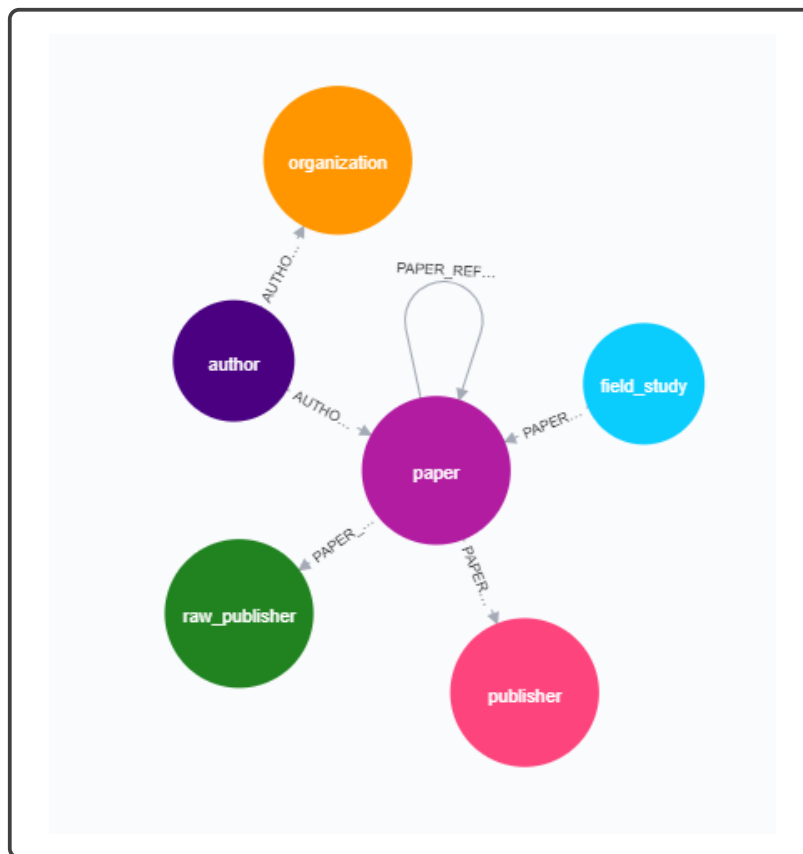 organization
AUTHO...
PAPER_REF...
author
field_study
AUTHO...
PAPER...
paper
PAPER_...
PAPER...
raw_publisher
publisher